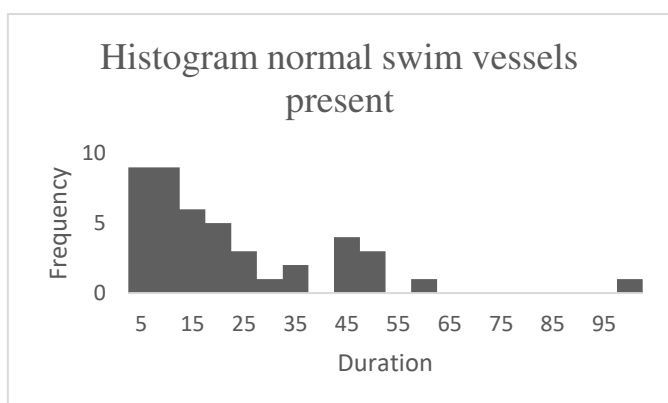 Histogram normal swim vessels
present
10
5
0
Frequency
5 15 25 35 45 55 65 75 85 95
Duration